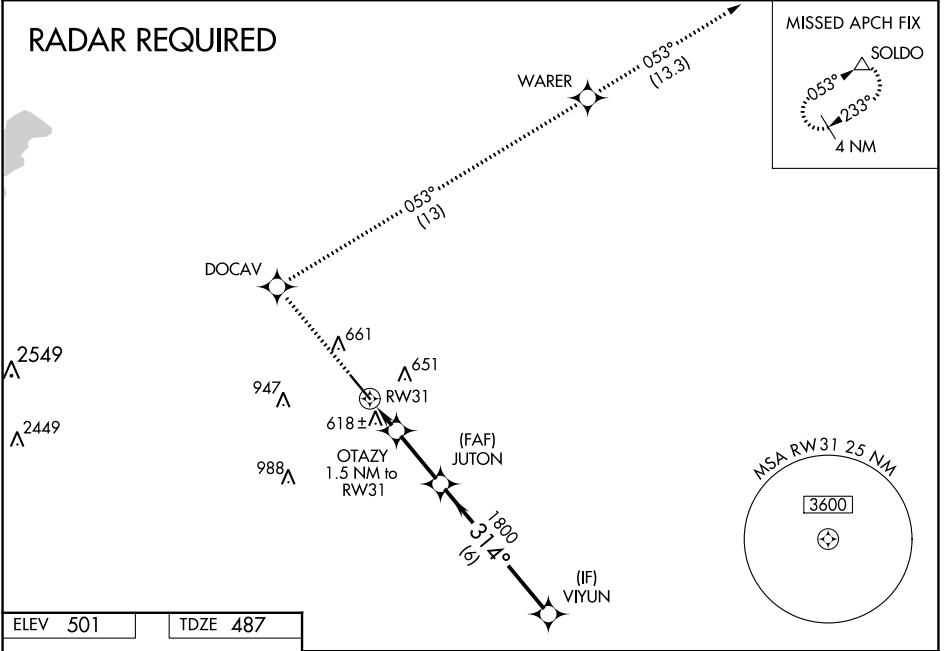 RADAR REQUIRED
MISSED APCH FIX
SOLDO
053°
233°
4 NM
053°
(13.3)
WARER
053°
(13)
DOCAV
661
651
2549
947
RW31
2449
618±
OTAZY
1.5 NM to
RW31
(FAF)
JUTON
988
1800
314°
(6)
(IF)
VIYUN
MSA RW31 25 NM
3600
ELEV 501
TDZE 487